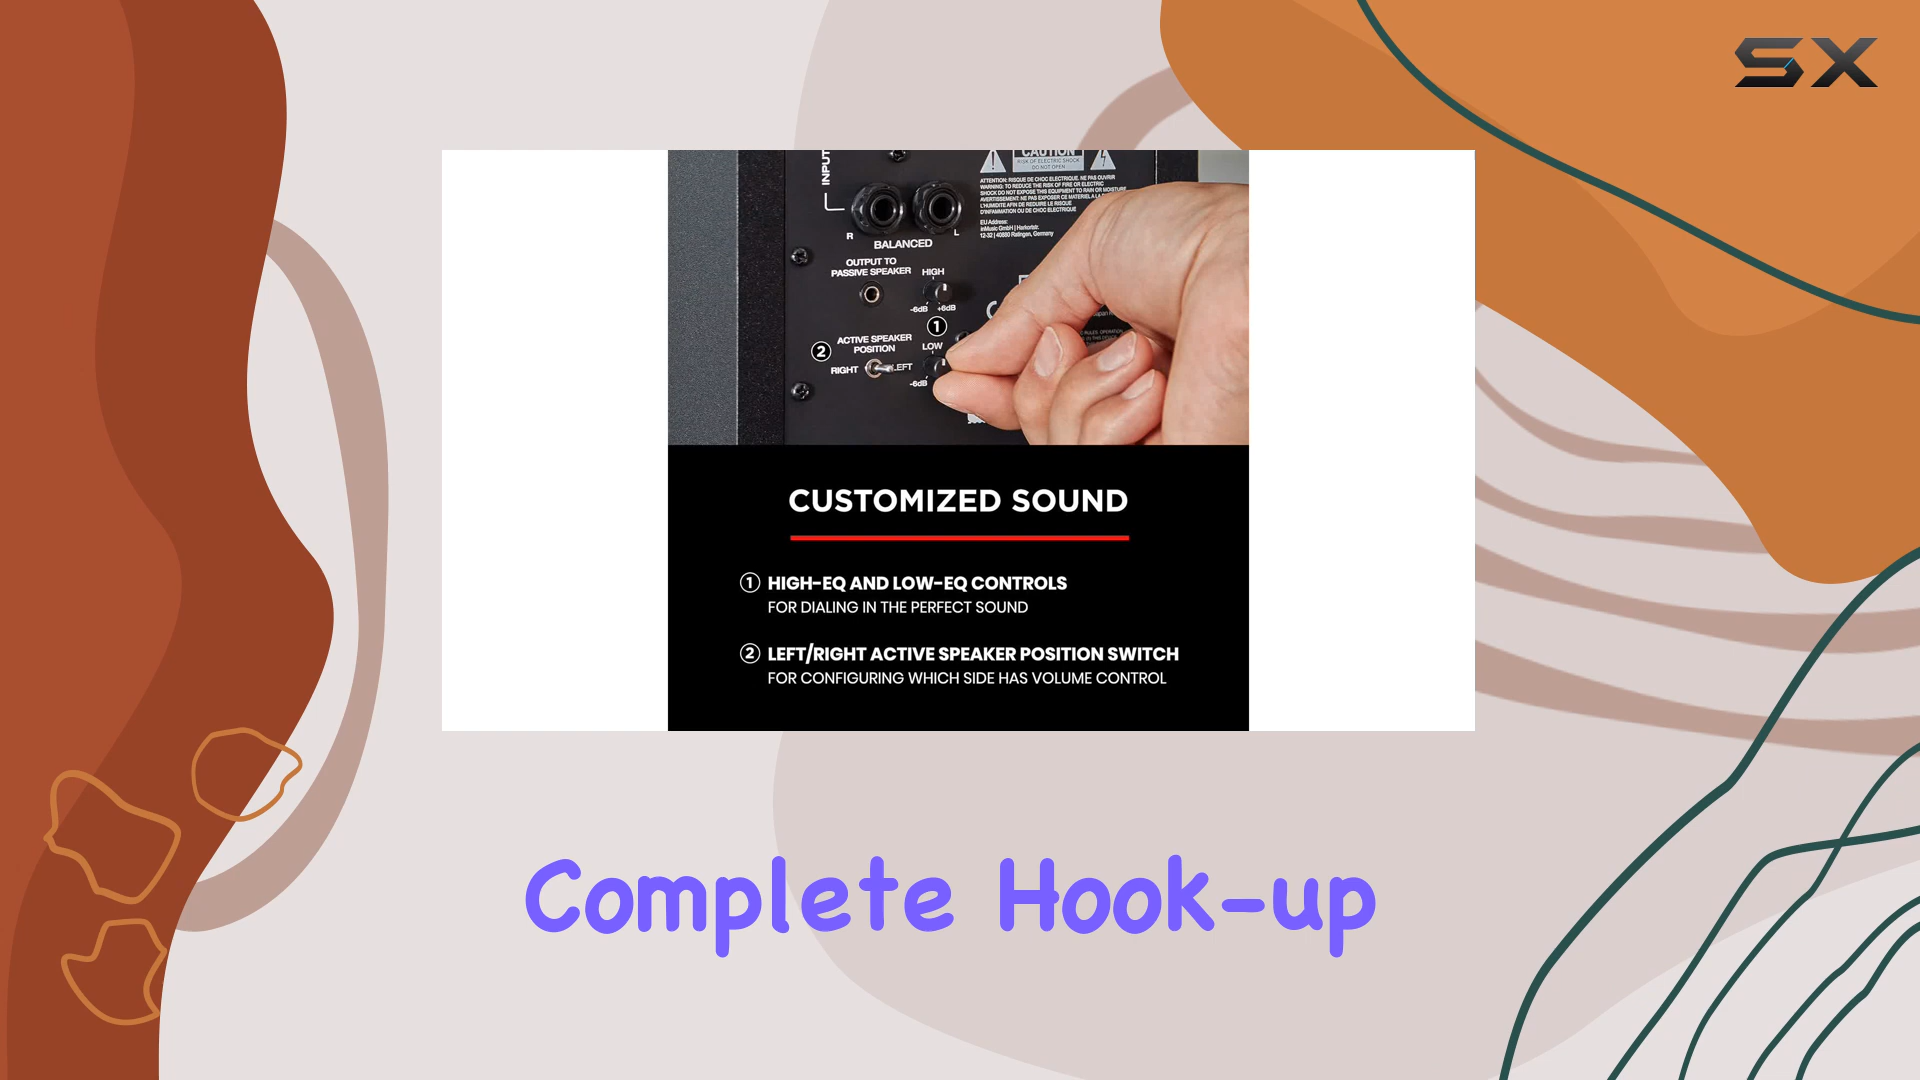 SX
INPUT
CAUTION
RISK OF ELECTRIC SHOCK
DO NOT OPEN
ATTENTION: RISQUE DE CHOC ELECTRIQUE. NE PAS OUVRIR
WARNING: TO REDUCE THE RISK OF FIRE OR ELECTRIC
SHOCK DO NOT EXPOSE THIS EQUIPMENT TO RAIN OR MOISTURE
AVERTISSEMENT: NE PAS EXPOSER CE MATERIEL A LA
L'HUMIDITE AFIN DE REDUIRE LE RISQUE
D'INFAMMATION OU DE CHOC ELECTRIQUE
EU Address:
inMusic GmbH | Harkortstr.
12-32 | 40880 Ratingen, Germany
R L
BALANCED
OUTPUT TO
PASSIVE SPEAKER
HIGH
-6dB +6dB
1
2
ACTIVE SPEAKER
POSITION
LOW
RIGHT LEFT
-6dB
CUSTOMIZED SOUND
1 HIGH-EQ AND LOW-EQ CONTROLS
FOR DIALING IN THE PERFECT SOUND
2 LEFT/RIGHT ACTIVE SPEAKER POSITION SWITCH
FOR CONFIGURING WHICH SIDE HAS VOLUME CONTROL
Complete Hook-up